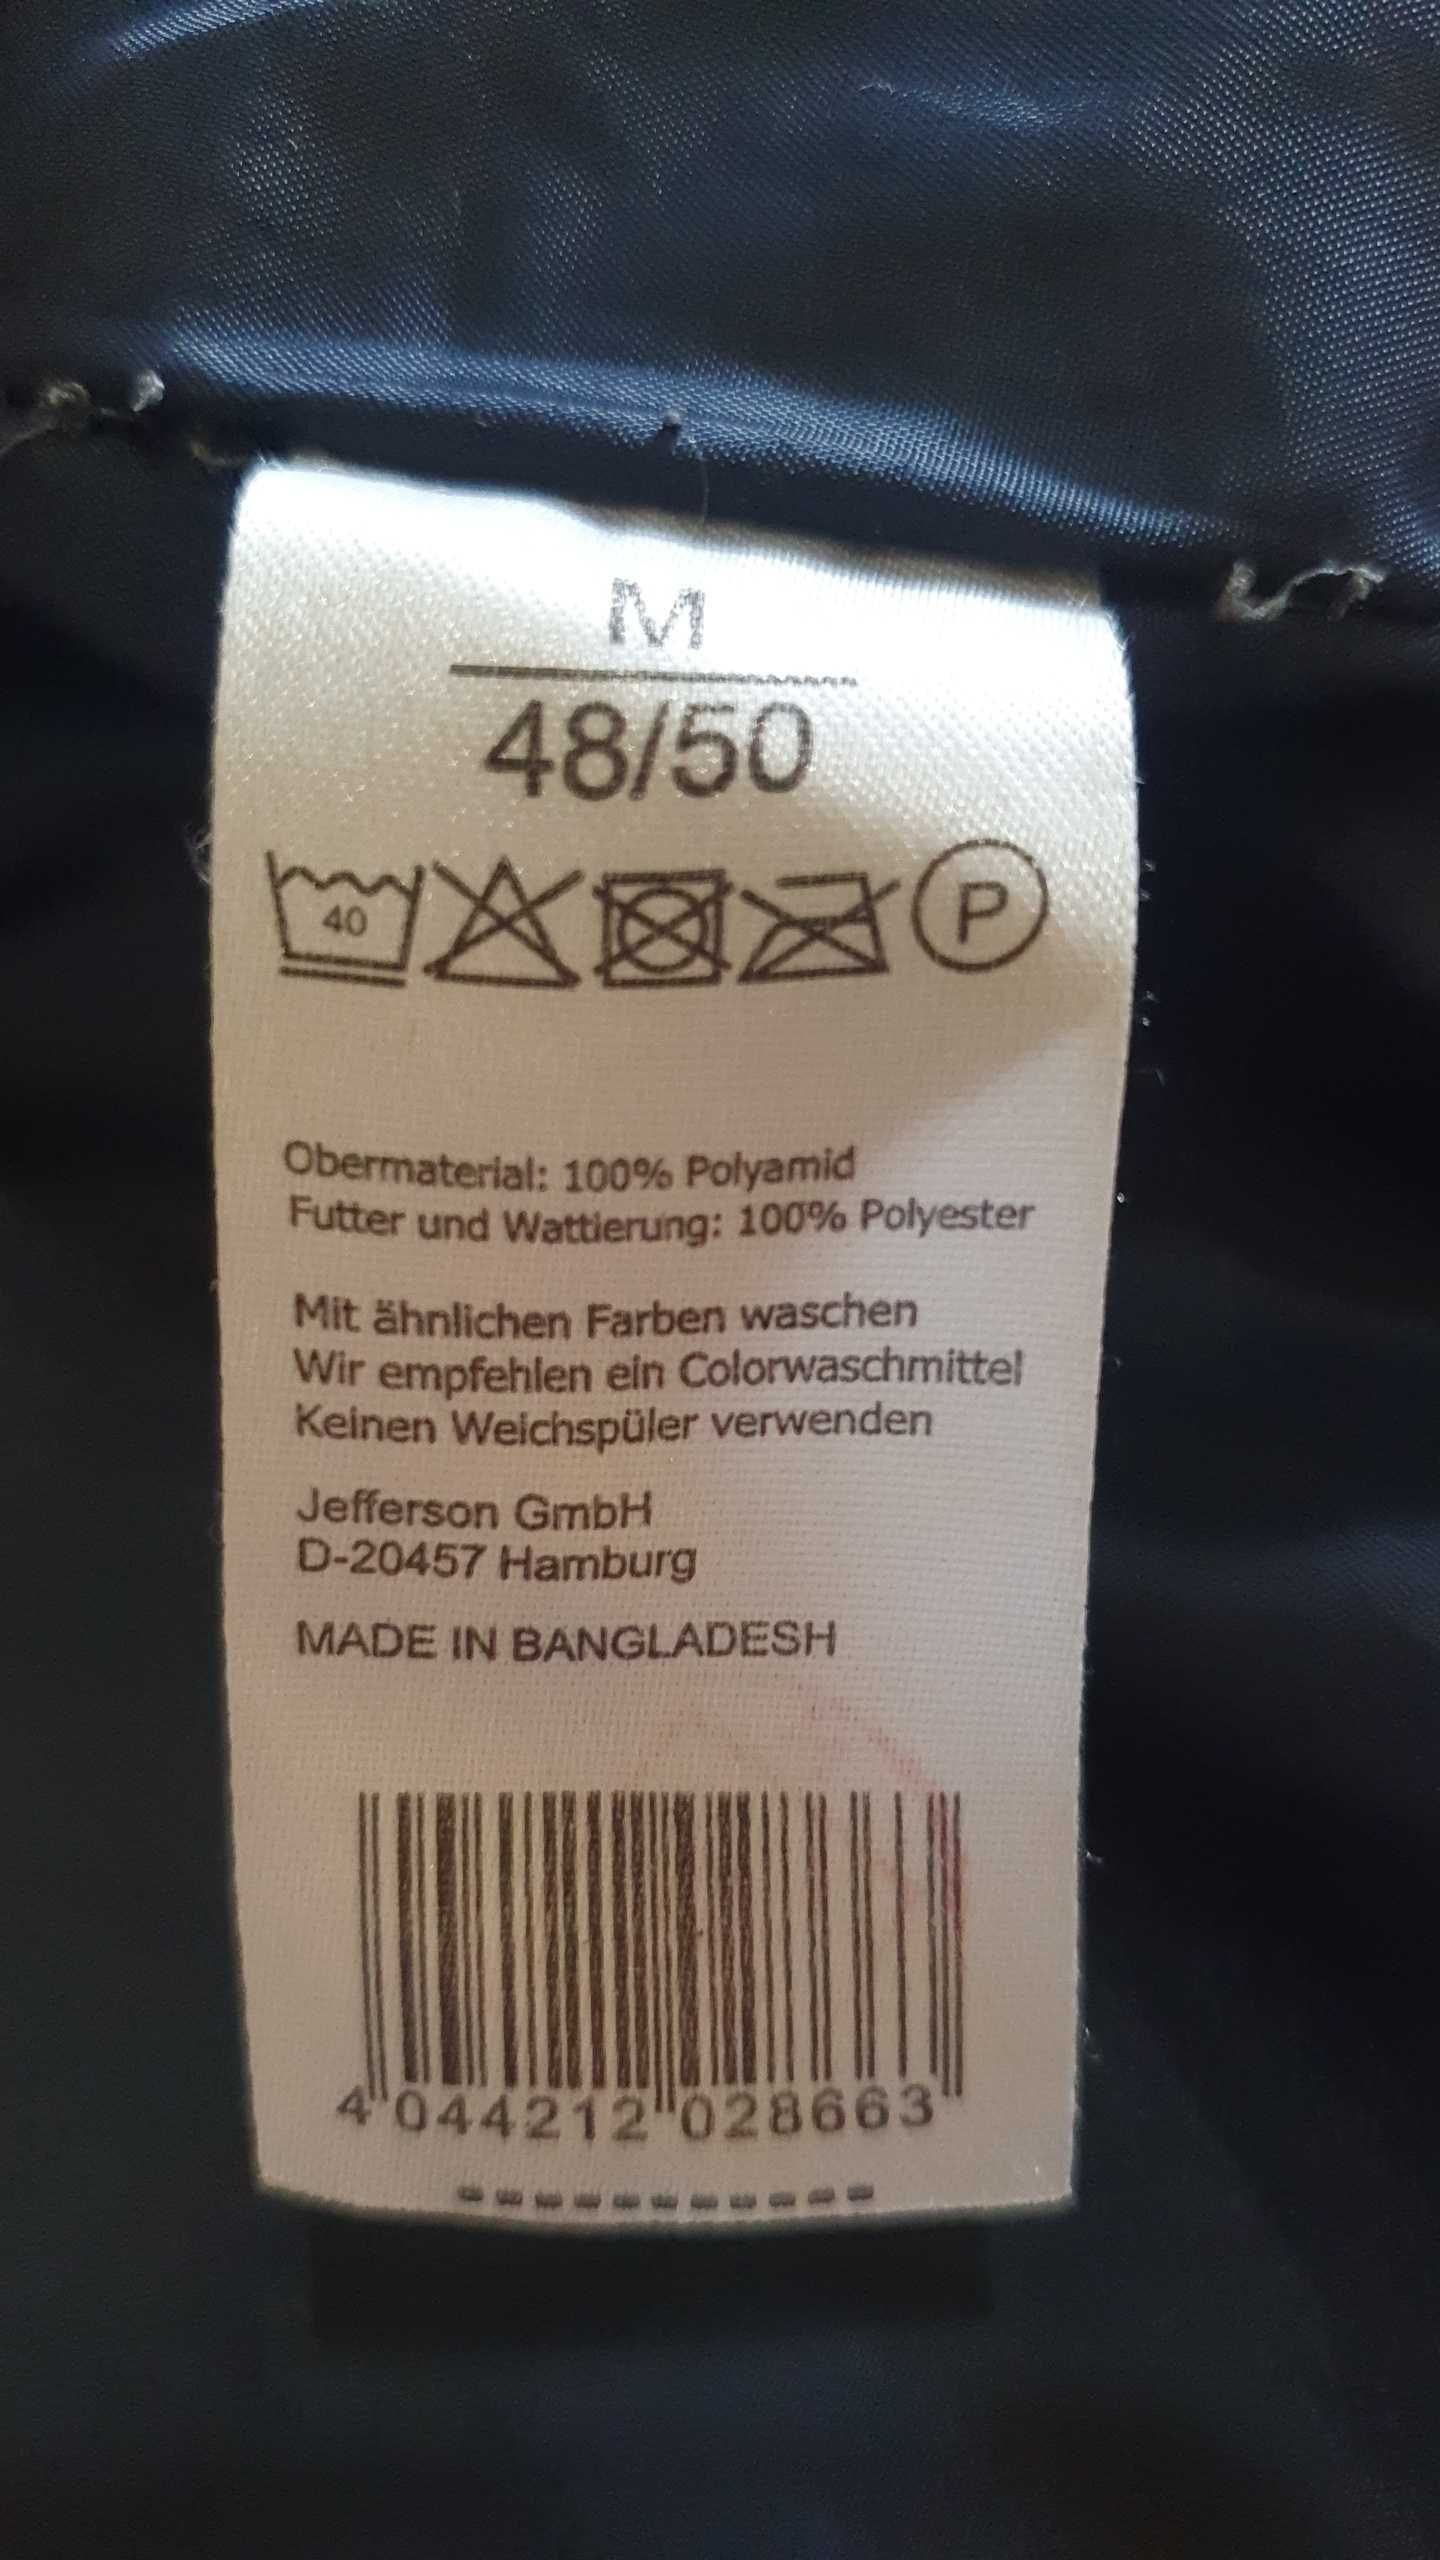 M
48/50
40
P
Obermaterial: 100% Polyamid
Futter und Wattierung: 100% Polyester
Mit ähnlichen Farben waschen
Wir empfehlen ein Colorwaschmittel
Keinen Weichspüler verwenden
Jefferson GmbH
D-20457 Hamburg
MADE IN BANGLADESH
4 044212 028663